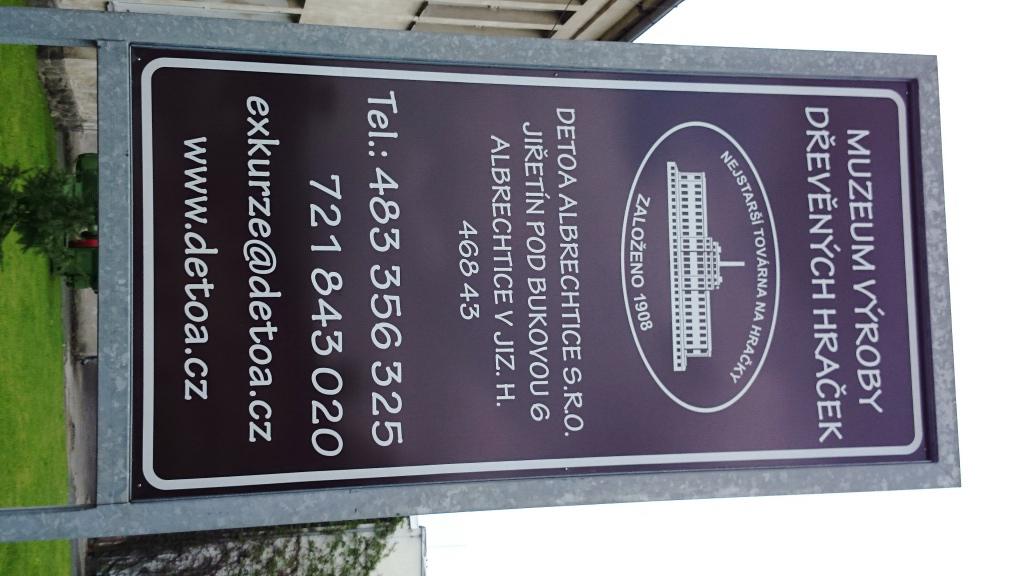 MUZEUM VÝROBY
DŘEVĚNÝCH HRAČEK
NEJSTARŠÍ TOVÁRNA NA HRAČKY
ZALOŽENO 1908
DETOA ALBRECHTICE S.R.O.
JIŘETÍN POD BUKOVOU 6
ALBRECHTICE V JIZ. H.
468 43
Tel.: 483 356 325
721 843 020
exkurze@detoa.cz
www.detoa.cz